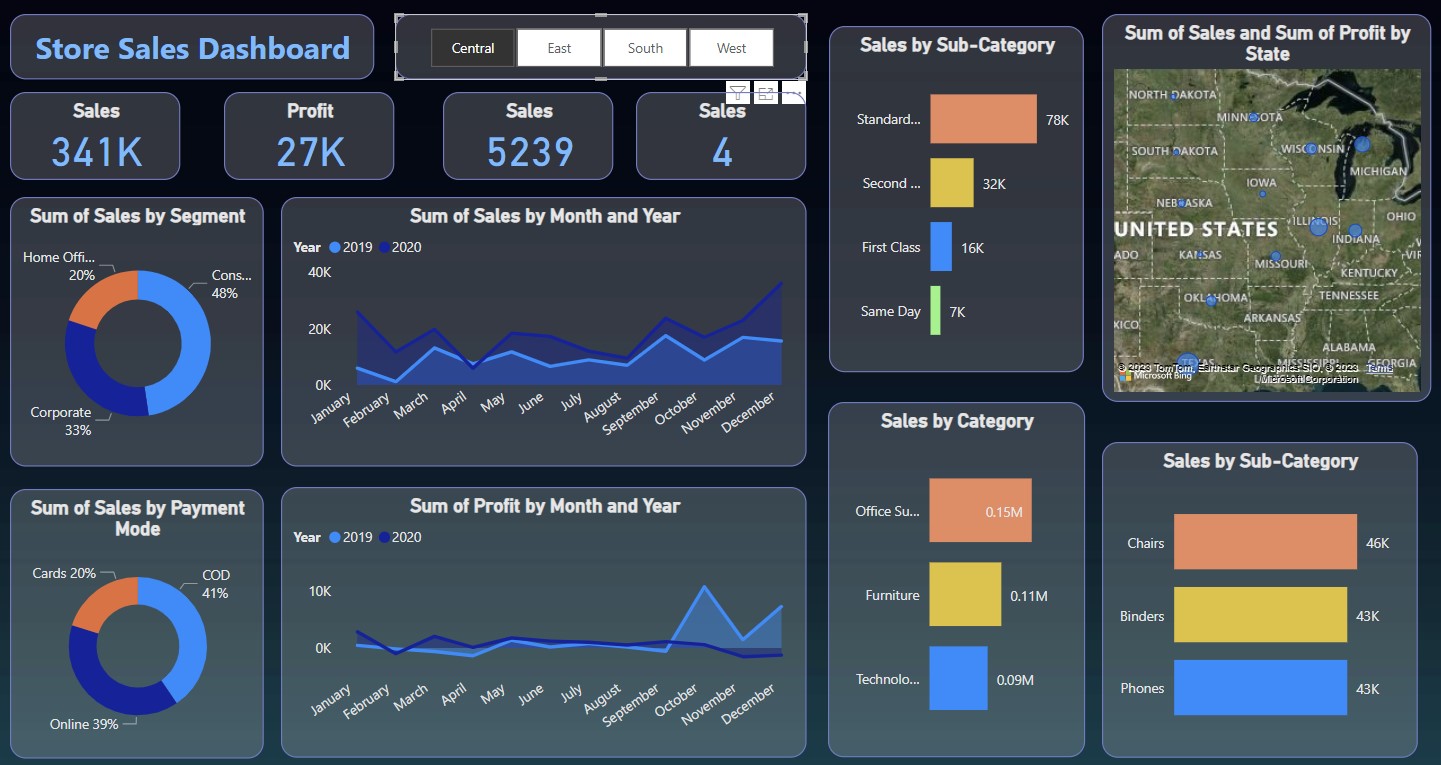 Store Sales Dashboard
Central
East
South
West
Sales
341K
Profit
27K
Sales
5239
Sales
4
Sum of Sales by Segment
Home Offi...
20%
Cons...
48%
Corporate
33%
Sum of Sales by Month and Year
Year 2019 2020
40K
20K
0K
January
February
March
April
May
June
July
August
September
October
November
December
Sum of Sales by Payment
Mode
Cards 20%
COD
41%
Online 39%
Sum of Profit by Month and Year
Year 2019 2020
10K
0K
January
February
March
April
May
June
July
August
September
October
November
December
Sales by Sub-Category
Standard... 78K
Second ... 32K
First Class 16K
Same Day 7K
Sales by Category
Office Su... 0.15M
Furniture 0.11M
Technolo... 0.09M
Sum of Sales and Sum of Profit by
State
NORTH DAKOTA
MINNESOTA
SOUTH DAKOTA
WISCONSIN
MICHIGAN
IOWA
NEBRASKA
ILLINOIS
OHIO
UNITED STATES
INDIANA
ADO
KANSAS
MISSOURI
VIR
KENTUCKY
OKLAHOMA
TENNESSEE
XICO
ARKANSAS
ALABAMA
TEXAS
MISSISSIPPI
GEORGIA
© 2023 TomTom, Earthstar Geographics SIO, © 2023 Terms
Microsoft Bing
Microsoft Corporation
Sales by Sub-Category
Chairs 46K
Binders 43K
Phones 43K